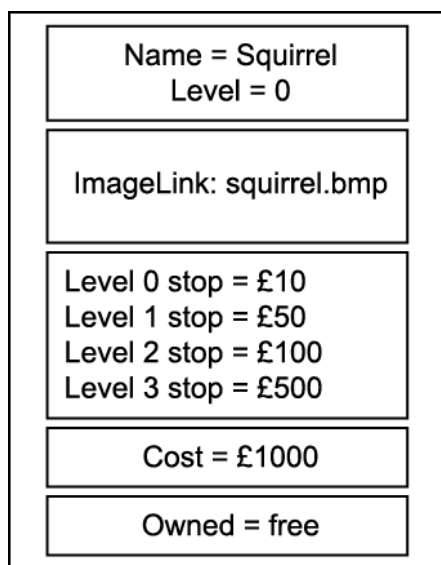 Name = Squirrel
Level = 0
ImageLink: squirrel.bmp
Level 0 stop = £10
Level 1 stop = £50
Level 2 stop = £100
Level 3 stop = £500
Cost = £1000
Owned = free